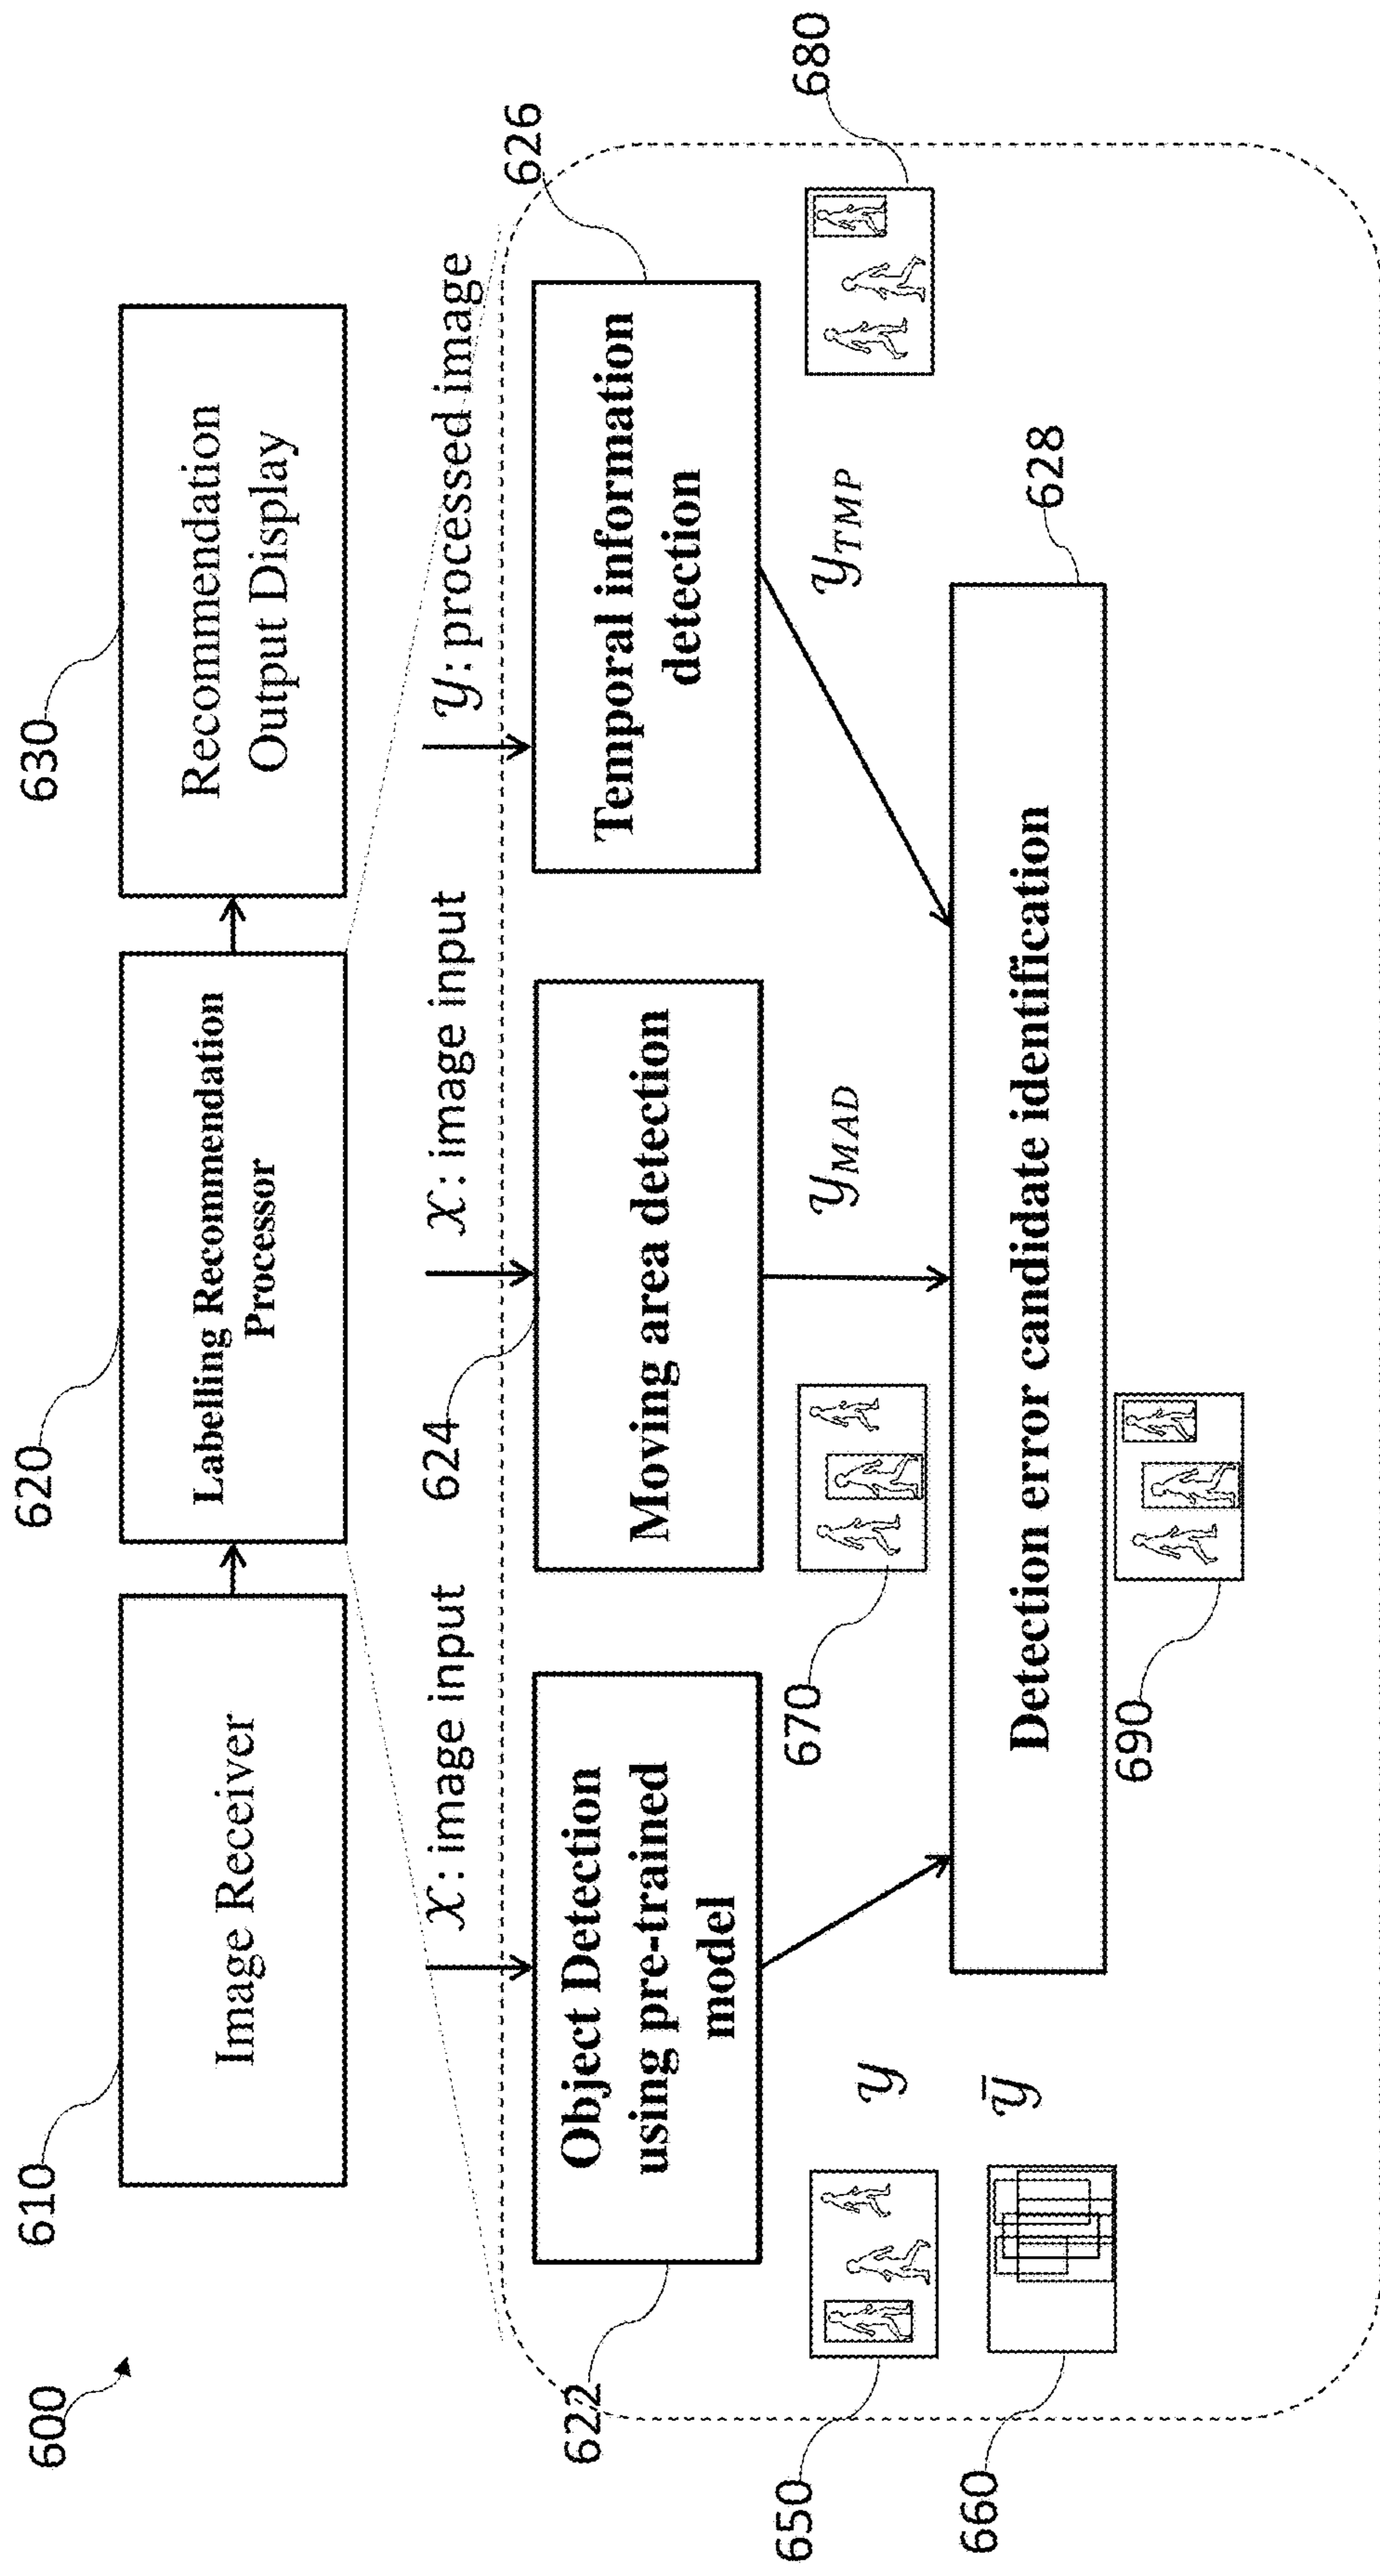 600
610
620
630
Image Receiver
Labelling Recommendation
Processor
Recommendation
Output Display
𝒳: image input
𝒳: image input
𝒴: processed image
622
624
626
Object Detection
using pre-trained
model
Moving area detection
Temporal information
detection
650
𝒴
660
𝒴̄
670
𝒴MAD
𝒴TMP
680
Detection error candidate identification
628
690